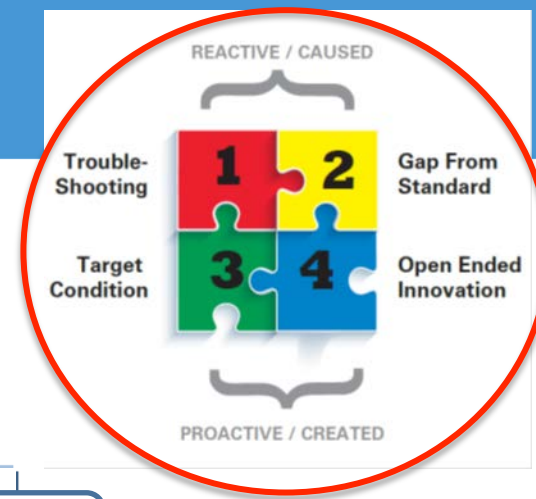 REACTIVE / CAUSED
Trouble-
Shooting
1
2
Gap From
Standard
Target
Condition
3
4
Open Ended
Innovation
PROACTIVE / CREATED